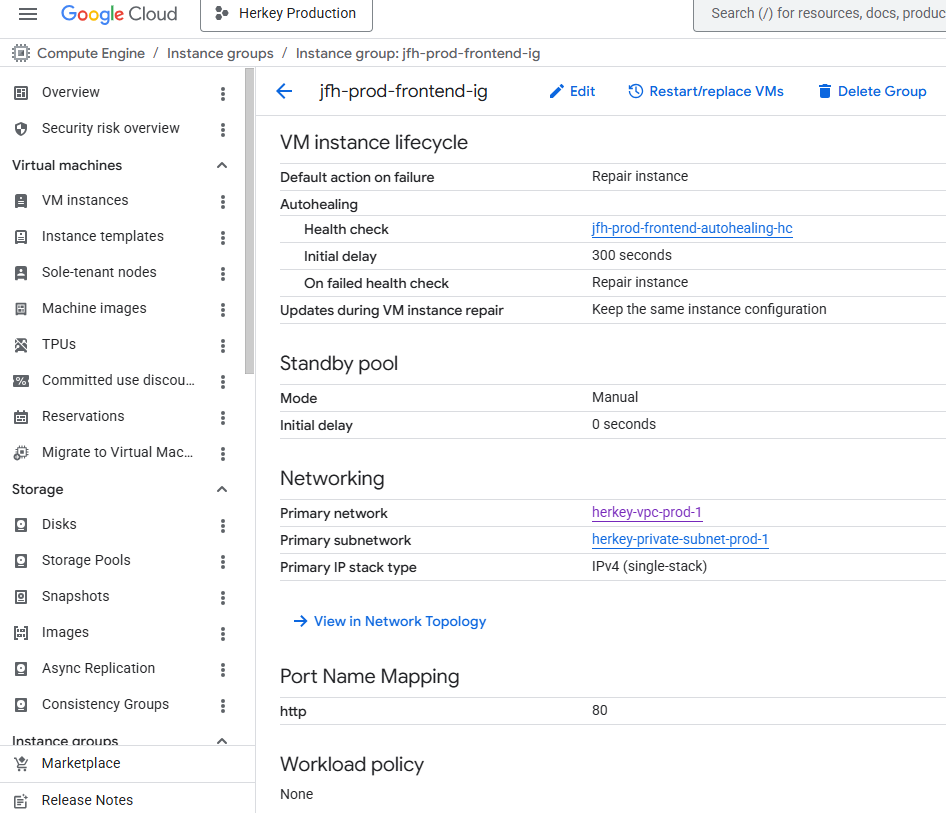 Google Cloud
Herkey Production
Search (/) for resources, docs, produc
Compute Engine / Instance groups / Instance group: jfh-prod-frontend-ig
Overview
Security risk overview
Virtual machines
VM instances
Instance templates
Sole-tenant nodes
Machine images
TPUs
Committed use discou...
Reservations
Migrate to Virtual Mac...
Storage
Disks
Storage Pools
Snapshots
Images
Async Replication
Consistency Groups
Instance groups
Marketplace
Release Notes
jfh-prod-frontend-ig
Edit
Restart/replace VMs
Delete Group
VM instance lifecycle
Default action on failure Repair instance
Autohealing
Health check jfh-prod-frontend-autohealing-hc
Initial delay 300 seconds
On failed health check Repair instance
Updates during VM instance repair Keep the same instance configuration
Standby pool
Mode Manual
Initial delay 0 seconds
Networking
Primary network herkey-vpc-prod-1
Primary subnetwork herkey-private-subnet-prod-1
Primary IP stack type IPv4 (single-stack)
View in Network Topology
Port Name Mapping
http 80
Workload policy
None